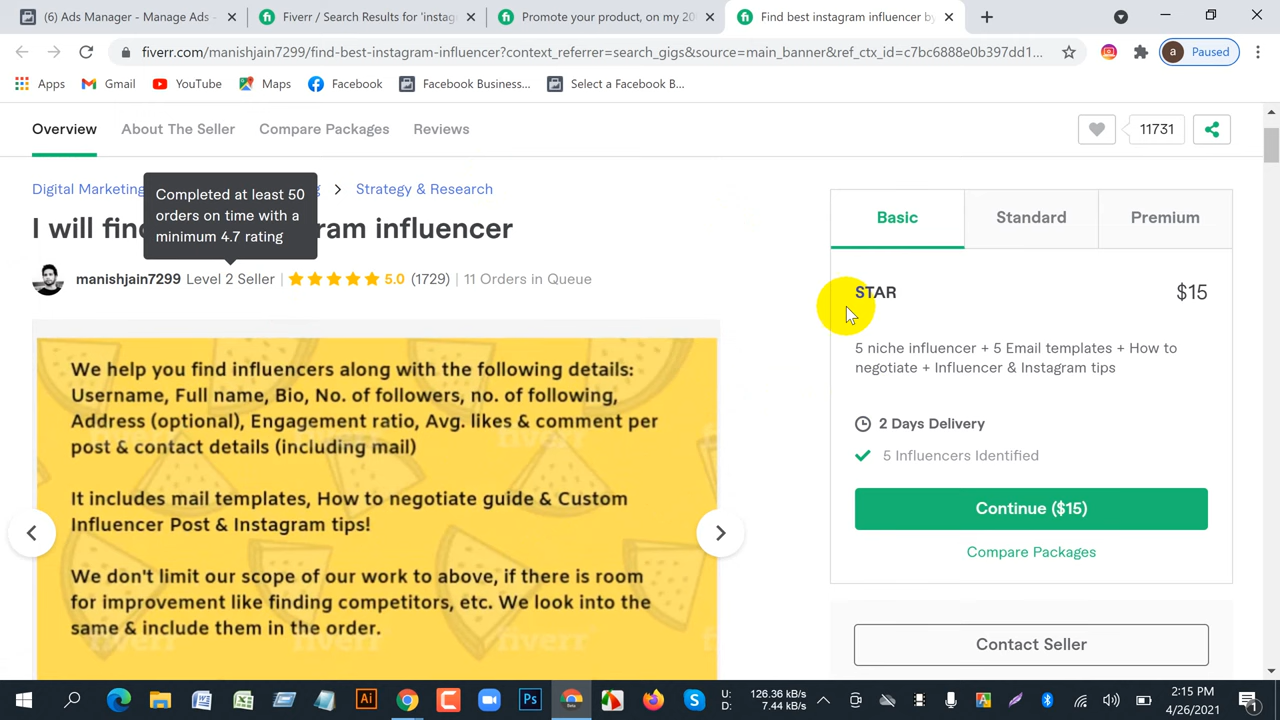 (6) Ads Manager - Manage Ads -
Fiverr / Search Results for 'instag
Promote your product, on my 20
Find best instagram influencer by
fiverr.com/manishjain7299/find-best-instagram-influencer?context_referrer=search_gigs&source=main_banner&ref_ctx_id=c7bc6888e0b397dd1...
a Paused
Apps
Gmail
YouTube
Maps
Facebook
Facebook Business...
Select a Facebook B...
Overview
About The Seller
Compare Packages
Reviews
11731
Digital Marketing
Strategy & Research
Completed at least 50
orders on time with a
minimum 4.7 rating
I will find
ram influencer
manishjain7299 Level 2 Seller
5.0 (1729)
11 Orders in Queue
We help you find influencers along with the following details:
Username, Full name, Bio, No. of followers, no. of following,
Address (optional), Engagement ratio, Avg. likes & comment per
post & contact details (including mail)
It includes mail templates, How to negotiate guide & Custom
Influencer Post & Instagram tips!
We don't limit our scope of our work to above, if there is room
for improvement like finding competitors, etc. We look into the
same & include them in the order.
fiverr
Basic
Standard
Premium
STAR
$15
5 niche influencer + 5 Email templates + How to
negotiate + Influencer & Instagram tips
2 Days Delivery
5 Influencers Identified
Continue ($15)
Compare Packages
Contact Seller
U: 126.36 kB/s
D: 7.44 kB/s
2:15 PM
4/26/2021